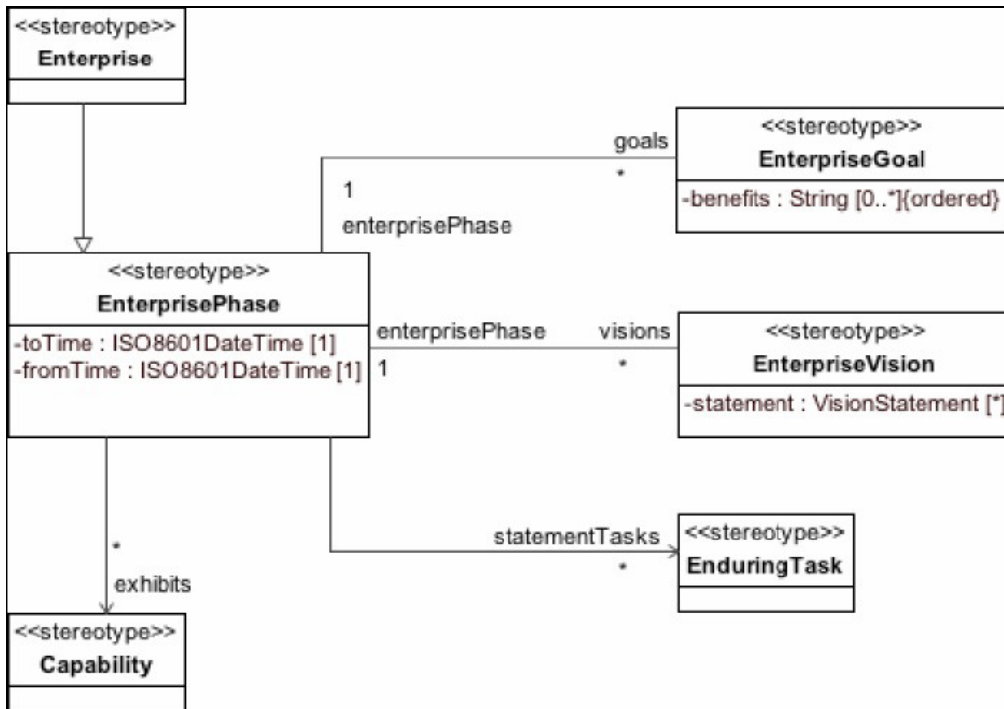 <<stereotype>>
Enterprise
<<stereotype>>
EnterpriseGoal
-benefits : String [0..*]{ordered}
goals
*
1
enterprisePhase
<<stereotype>>
EnterprisePhase
-toTime : ISO8601DateTime [1]
-fromTime : ISO8601DateTime [1]
enterprisePhase
1
visions
*
<<stereotype>>
EnterpriseVision
-statement : VisionStatement [*]
statementTasks
*
<<stereotype>>
EnduringTask
*
exhibits
<<stereotype>>
Capability